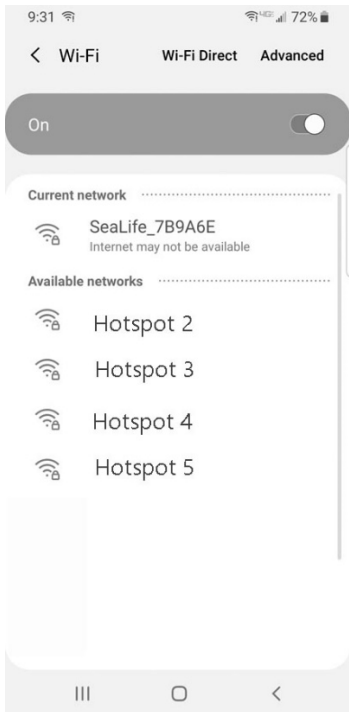 9:31 72%
Wi-Fi Wi-Fi Direct Advanced
On
Current network
SeaLife_7B9A6E
Internet may not be available
Available networks
Hotspot 2
Hotspot 3
Hotspot 4
Hotspot 5